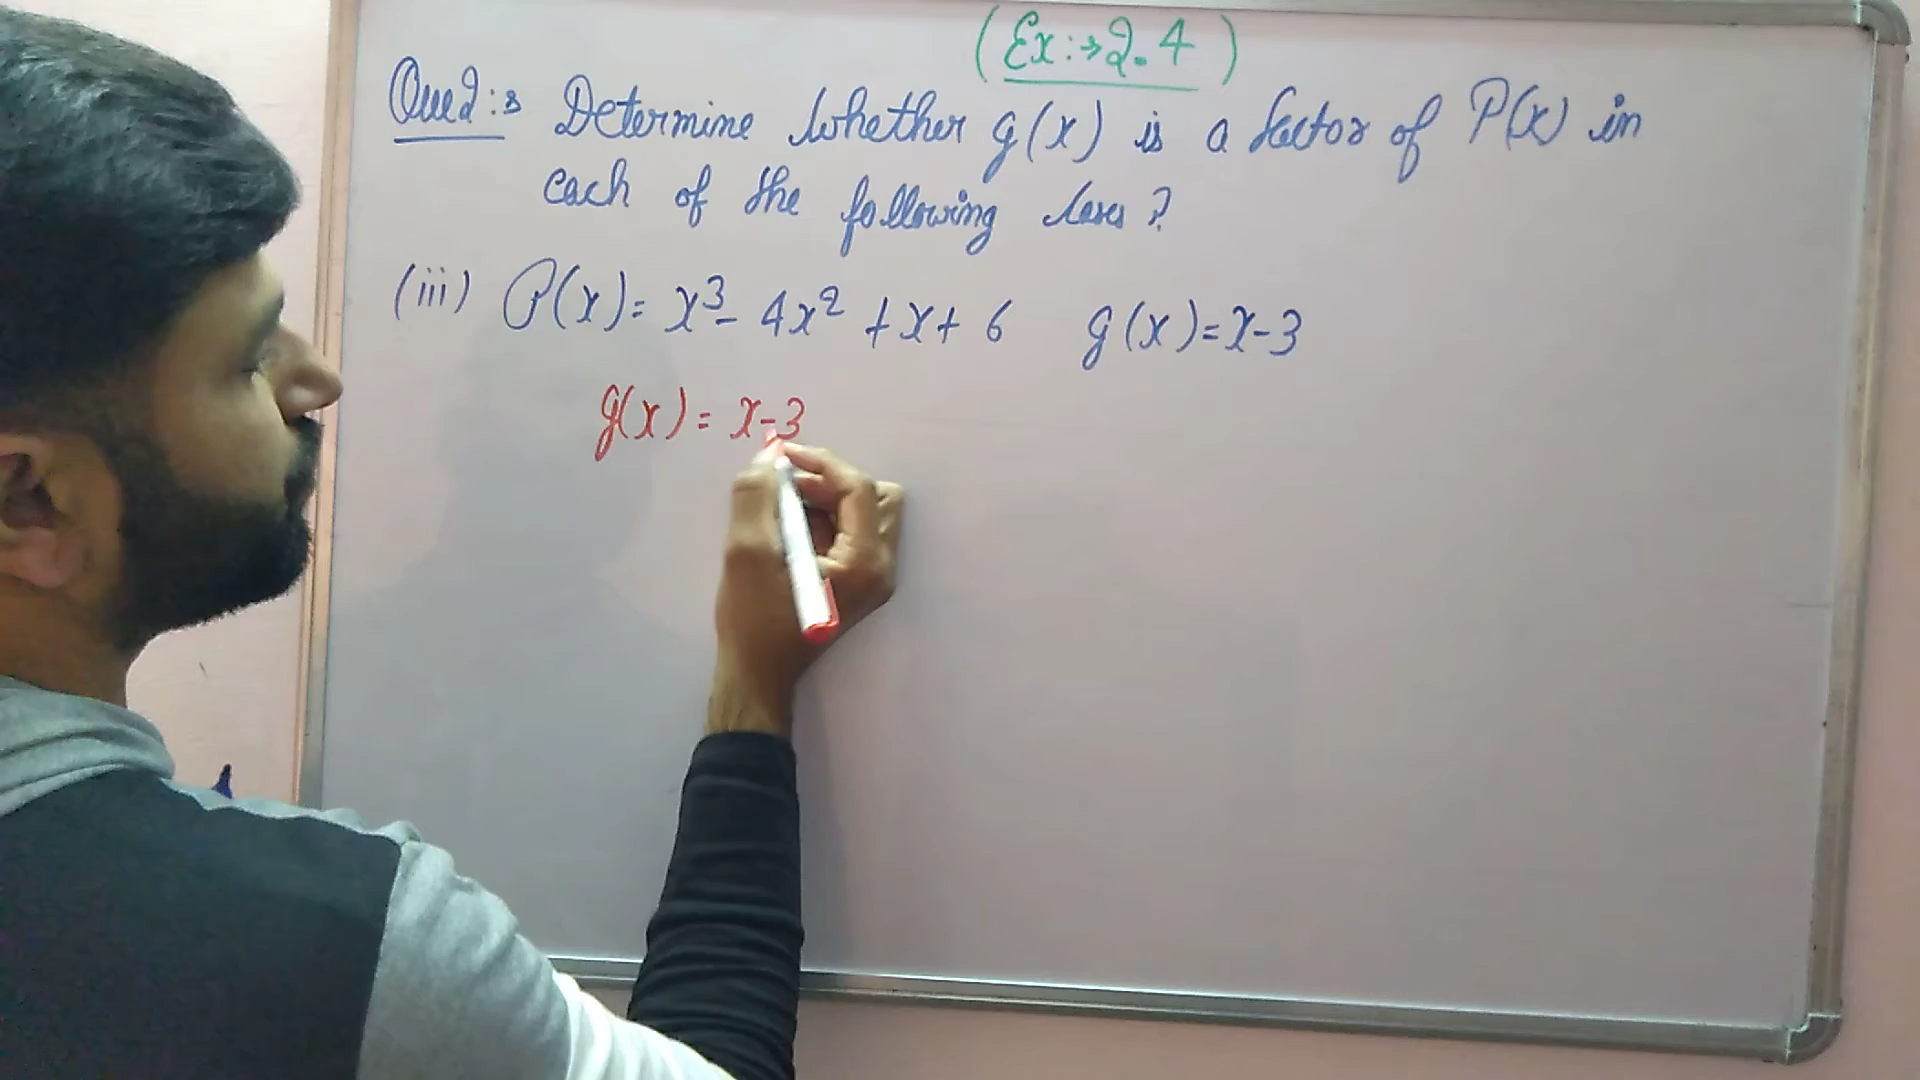 (Ex:→2.4)
Que2:→ Determine whether g(x) is a factor of P(x) in
each of the following cases?
(iii) P(x)= x³- 4x² +x+ 6 g(x)=x-3
g(x)= x-3